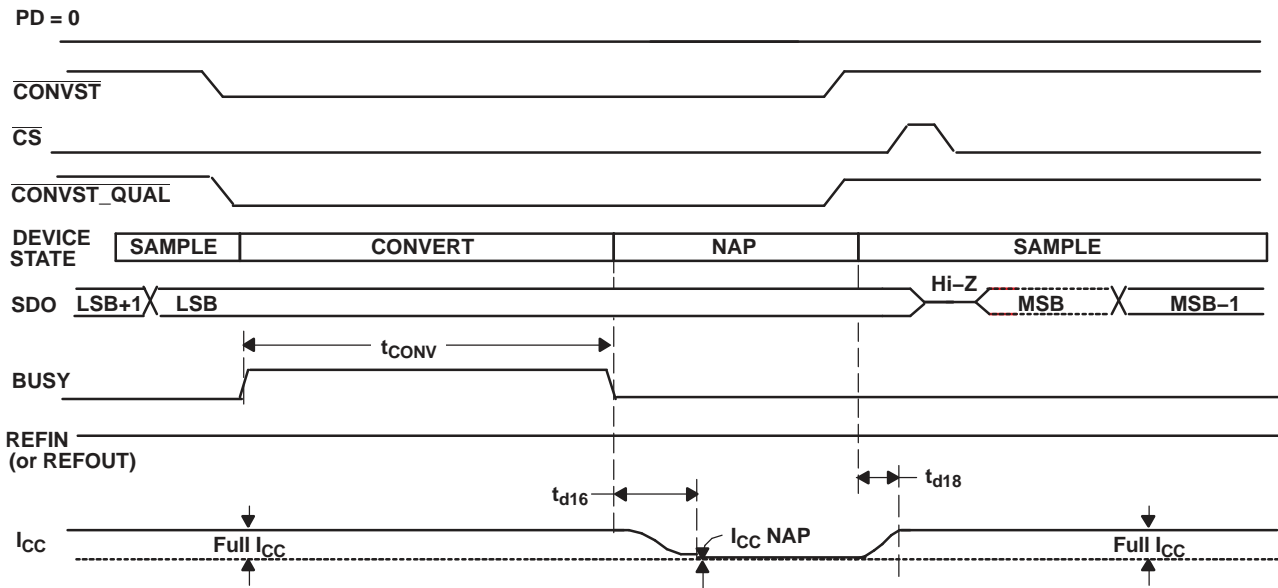 PD = 0
CONVST
CS
CONVST_QUAL
DEVICE STATE
SAMPLE
CONVERT
NAP
SAMPLE
SDO
LSB+1
LSB
Hi–Z
MSB
MSB–1
tCONV
BUSY
REFIN
(or REFOUT)
td16
td18
ICC
Full ICC
ICC NAP
Full ICC